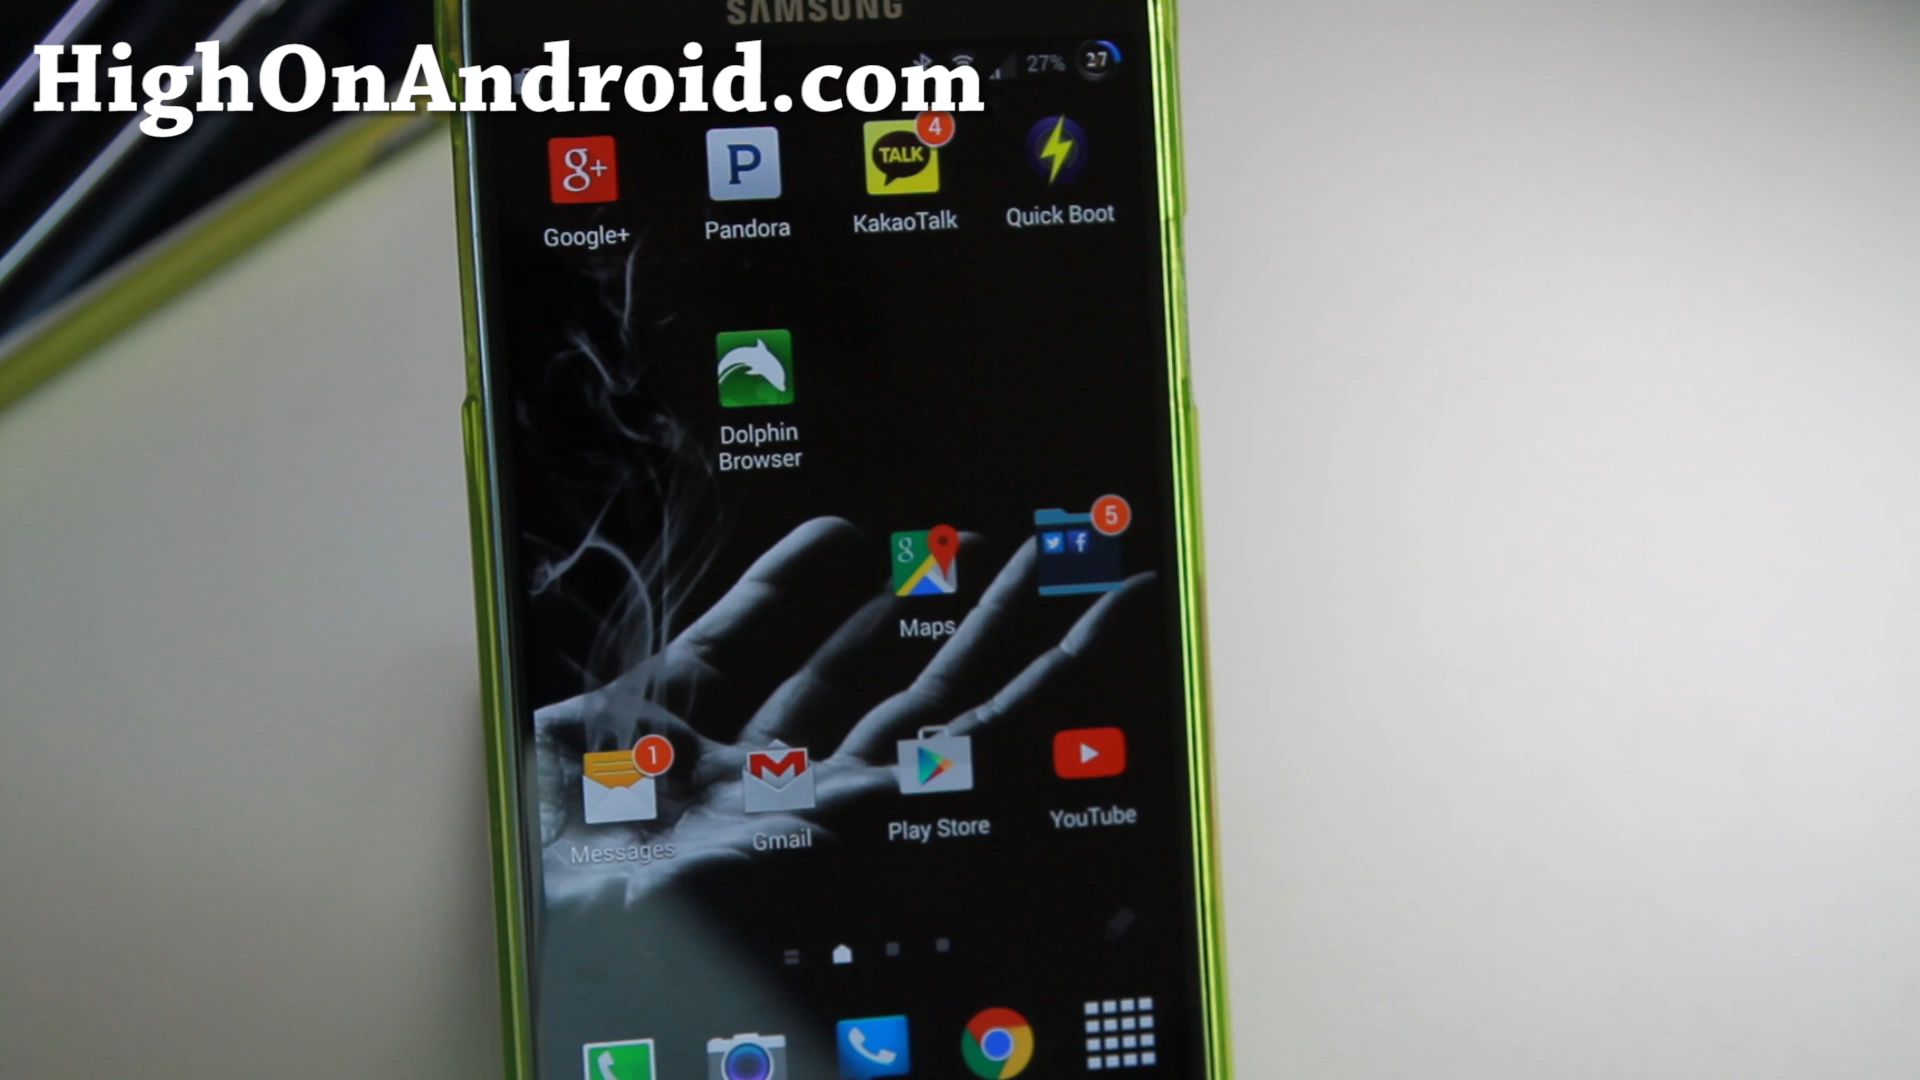 SAMSUNG
HighOnAndroid.com
27% 27
4
g+ P TALK
Google+ Pandora KakaoTalk Quick Boot
Dolphin
Browser
5
g f
Maps
1
Messages Gmail Play Store YouTube